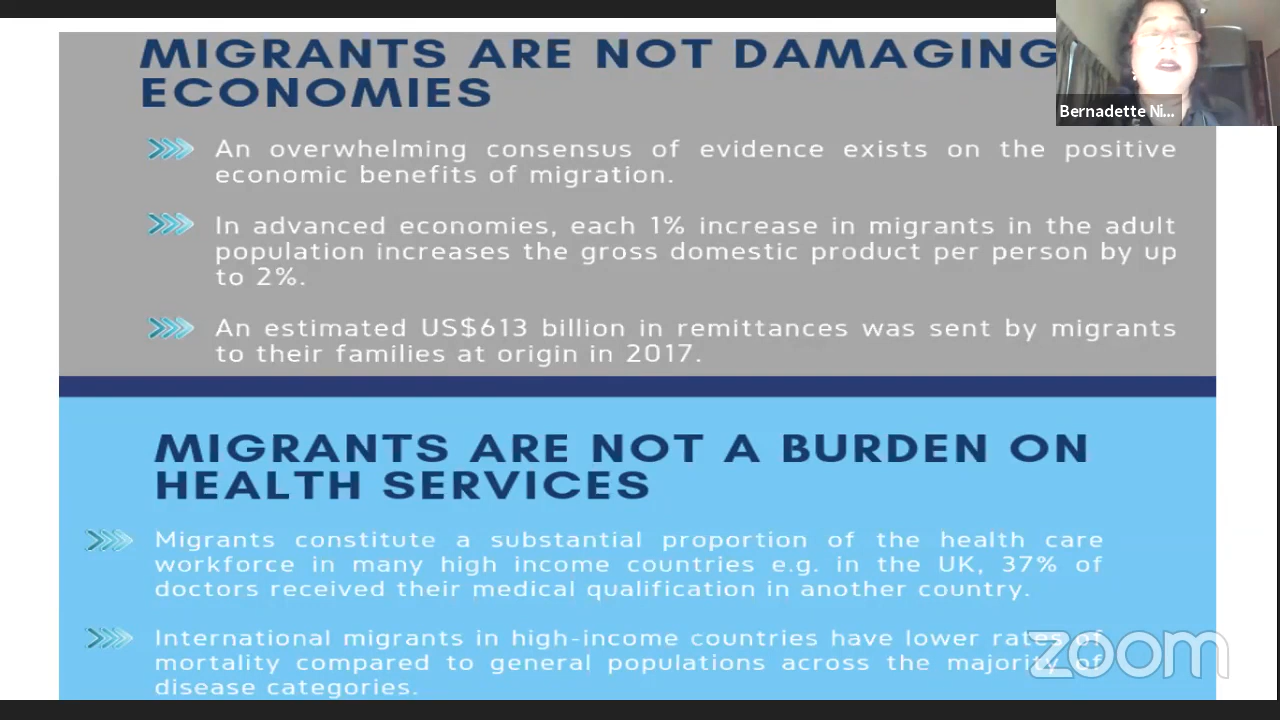 MIGRANTS ARE NOT DAMAGING
ECONOMIES
Bernadette Ni...
An overwhelming consensus of evidence exists on the positive
economic benefits of migration.
In advanced economies, each 1% increase in migrants in the adult
population increases the gross domestic product per person by up
to 2%.
An estimated US$613 billion in remittances was sent by migrants
to their families at origin in 2017.
MIGRANTS ARE NOT A BURDEN ON
HEALTH SERVICES
Migrants constitute a substantial proportion of the health care
workforce in many high income countries e.g. in the UK, 37% of
doctors received their medical qualification in another country.
International migrants in high-income countries have lower rates of
mortality compared to general populations across the majority of
disease categories.
zoom